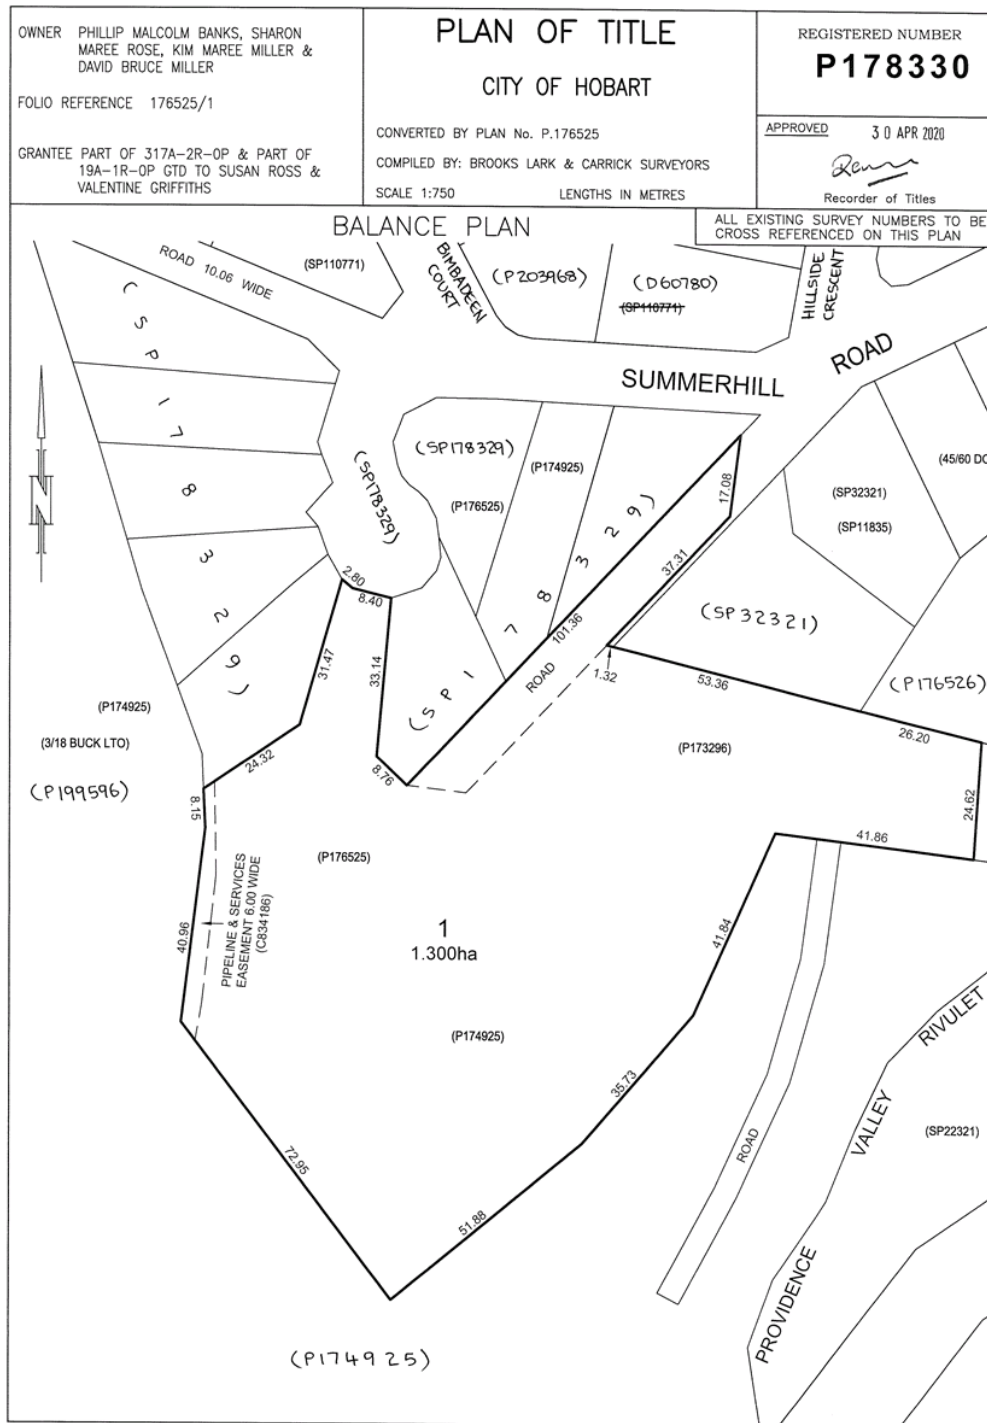 OWNER PHILLIP MALCOLM BANKS, SHARON
MAREE ROSE, KIM MAREE MILLER &
DAVID BRUCE MILLER
FOLIO REFERENCE 176525/1
GRANTEE PART OF 317A-2R-0P & PART OF
19A-1R-0P GTD TO SUSAN ROSS &
VALENTINE GRIFFITHS
PLAN OF TITLE
CITY OF HOBART
CONVERTED BY PLAN No. P.176525
COMPILED BY: BROOKS LARK & CARRICK SURVEYORS
SCALE 1:750 LENGTHS IN METRES
REGISTERED NUMBER
P178330
APPROVED 30 APR 2020
Recorder of Titles
BALANCE PLAN
ALL EXISTING SURVEY NUMBERS TO BE
CROSS REFERENCED ON THIS PLAN
ROAD 10.06 WIDE
(SP110771)
BIMBADEEN
COURT
(P203968)
(D60780)
(SP110771)
HILLSIDE
CRESCENT
SUMMERHILL ROAD
(SP178329)
(SP178329)
(SP178329)
(P174925)
(P176525)
(SP178329)
(45/60 DO
(SP32321)
(SP11835)
N
17.08
37.31
101.36
ROAD
2.80
8.40
31.47
33.14
(SP32321)
1.32
53.36
(P176526)
26.20
(P174925)
(3/18 BUCK LTO)
(P199596)
24.32
8.76
(P173296)
8.15
24.62
41.86
(P176525)
PIPELINE & SERVICES
EASEMENT 6.00 WIDE
(C834186)
40.96
1
1.300ha
41.84
(P174925)
35.73
RIVULET
VALLEY
PROVIDENCE
ROAD
(SP22321)
72.95
51.88
(P174925)